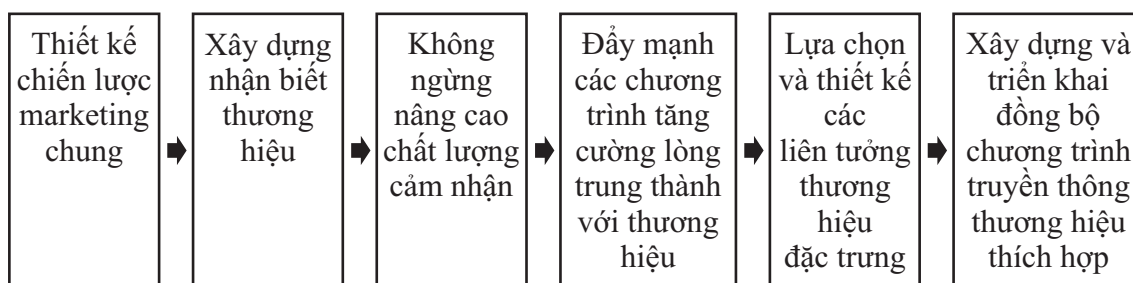 Thiết kế
chiến lược
marketing
chung
Xây dựng
nhận biết
thương
hiệu
Không
ngừng
nâng cao
chất lượng
cảm nhận
Đẩy mạnh
các chương
trình tăng
cường lòng
trung thành
với thương
hiệu
Lựa chọn
và thiết kế
các
liên tưởng
thương
hiệu
đặc trưng
Xây dựng và
triển khai
đồng bộ
chương trình
truyền thông
thương hiệu
thích hợp